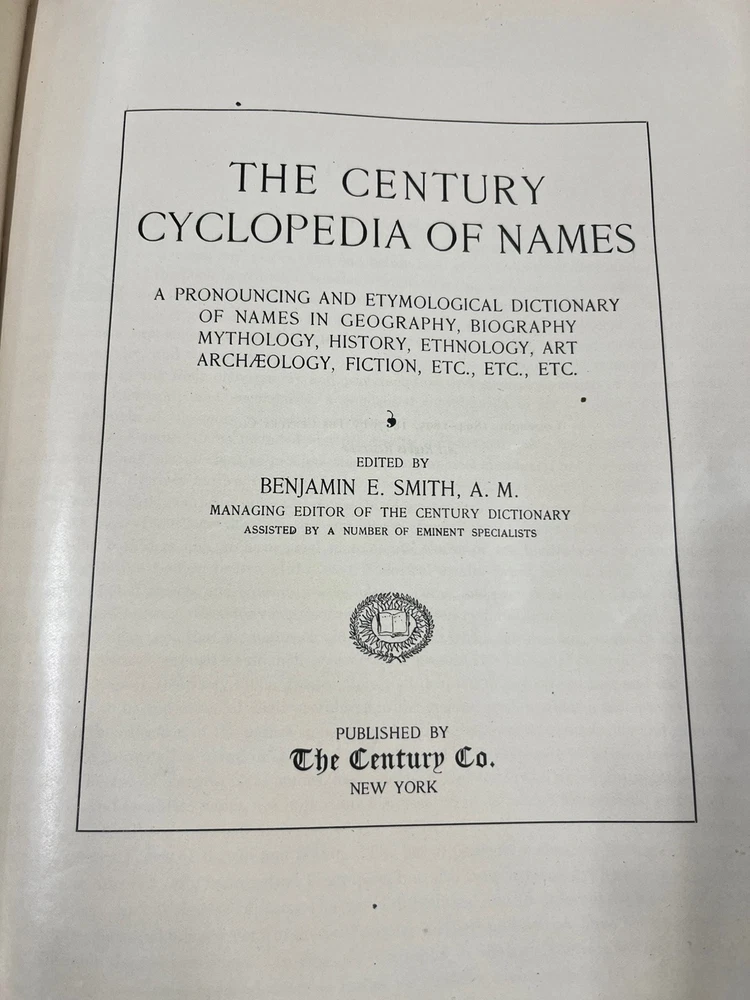 THE CENTURY
CYCLOPEDIA OF NAMES
A PRONOUNCING AND ETYMOLOGICAL DICTIONARY
OF NAMES IN GEOGRAPHY, BIOGRAPHY
MYTHOLOGY, HISTORY, ETHNOLOGY, ART
ARCHÆOLOGY, FICTION, ETC., ETC., ETC.
EDITED BY
BENJAMIN E. SMITH, A. M.
MANAGING EDITOR OF THE CENTURY DICTIONARY
ASSISTED BY A NUMBER OF EMINENT SPECIALISTS
PUBLISHED BY
The Century Co.
NEW YORK